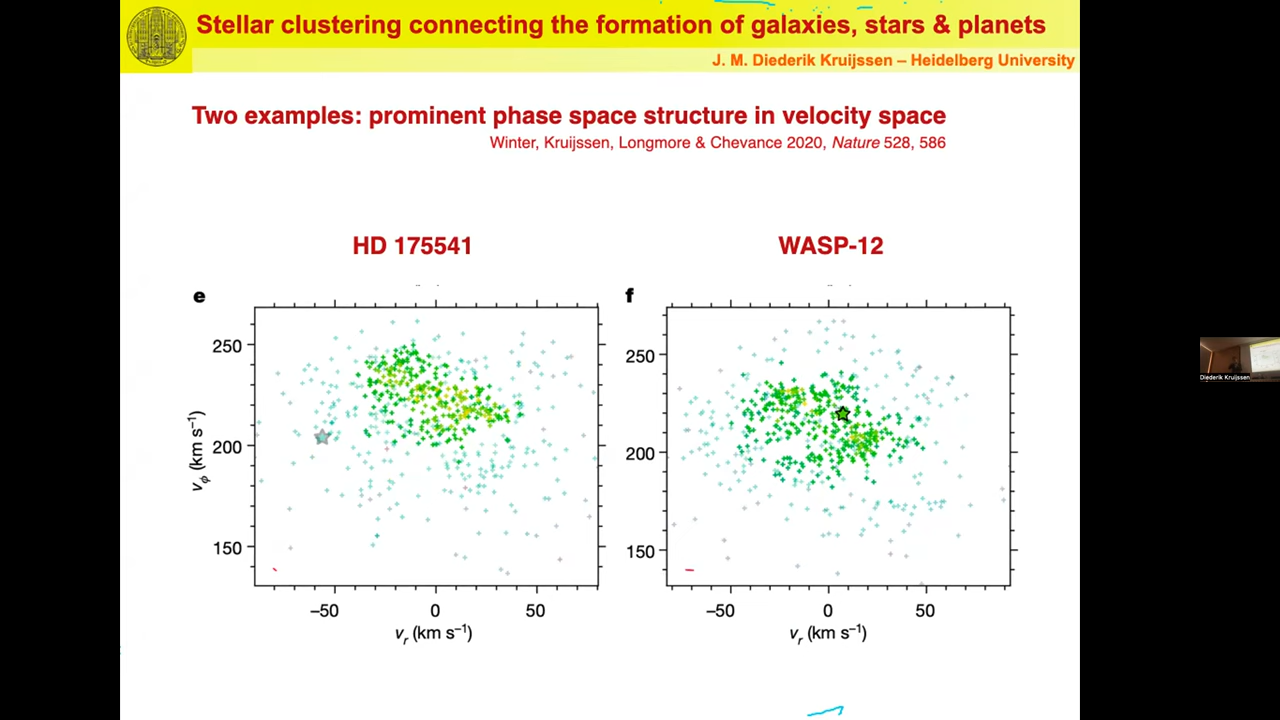 Stellar clustering connecting the formation of galaxies, stars & planets
J. M. Diederik Kruijssen – Heidelberg University
Two examples: prominent phase space structure in velocity space
Winter, Kruijssen, Longmore & Chevance 2020, Nature 528, 586
HD 175541
WASP-12
e
f
250
200
150
vϕ (km s⁻¹)
−50 0 50
vr (km s⁻¹)
250
200
150
−50 0 50
vr (km s⁻¹)
Diederik Kruijssen